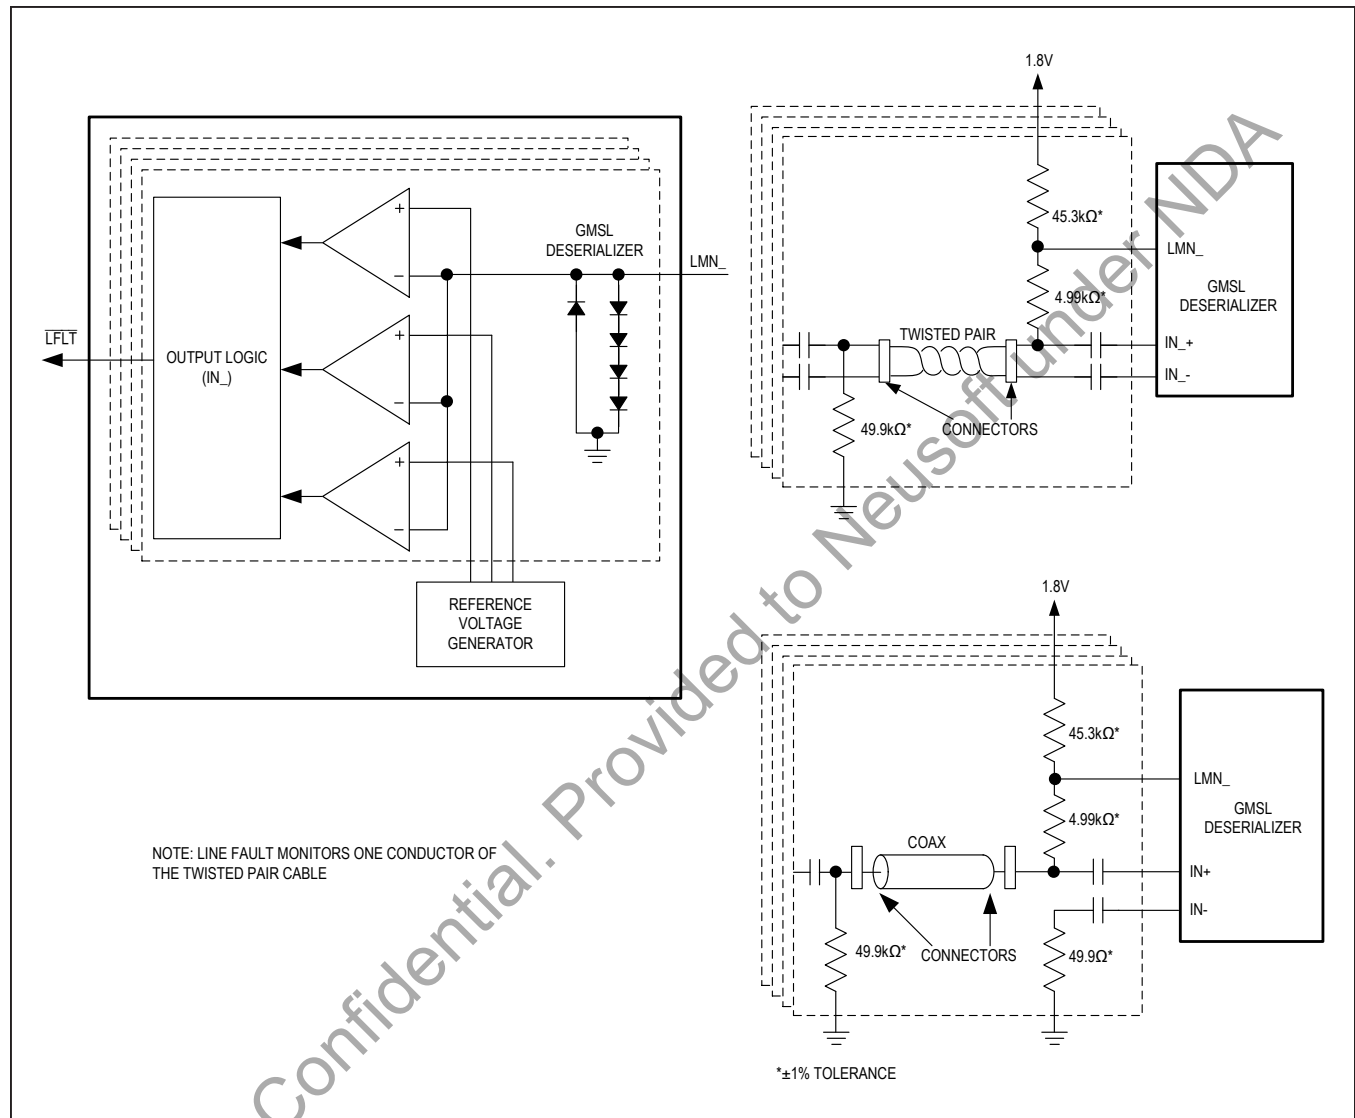 GMSL
DESERIALIZER
LMN_
LFLT
OUTPUT LOGIC
(IN_)
+
−
+
−
+
−
REFERENCE
VOLTAGE
GENERATOR
NOTE: LINE FAULT MONITORS ONE CONDUCTOR OF
THE TWISTED PAIR CABLE
1.8V
45.3kΩ*
LMN_
4.99kΩ*
GMSL
DESERIALIZER
TWISTED PAIR
IN_+
IN_-
49.9kΩ*
CONNECTORS
1.8V
45.3kΩ*
LMN_
4.99kΩ*
GMSL
DESERIALIZER
COAX
IN+
IN-
49.9kΩ*
CONNECTORS
49.9Ω*
*±1% TOLERANCE
Confidential. Provided to Neusoft under NDA